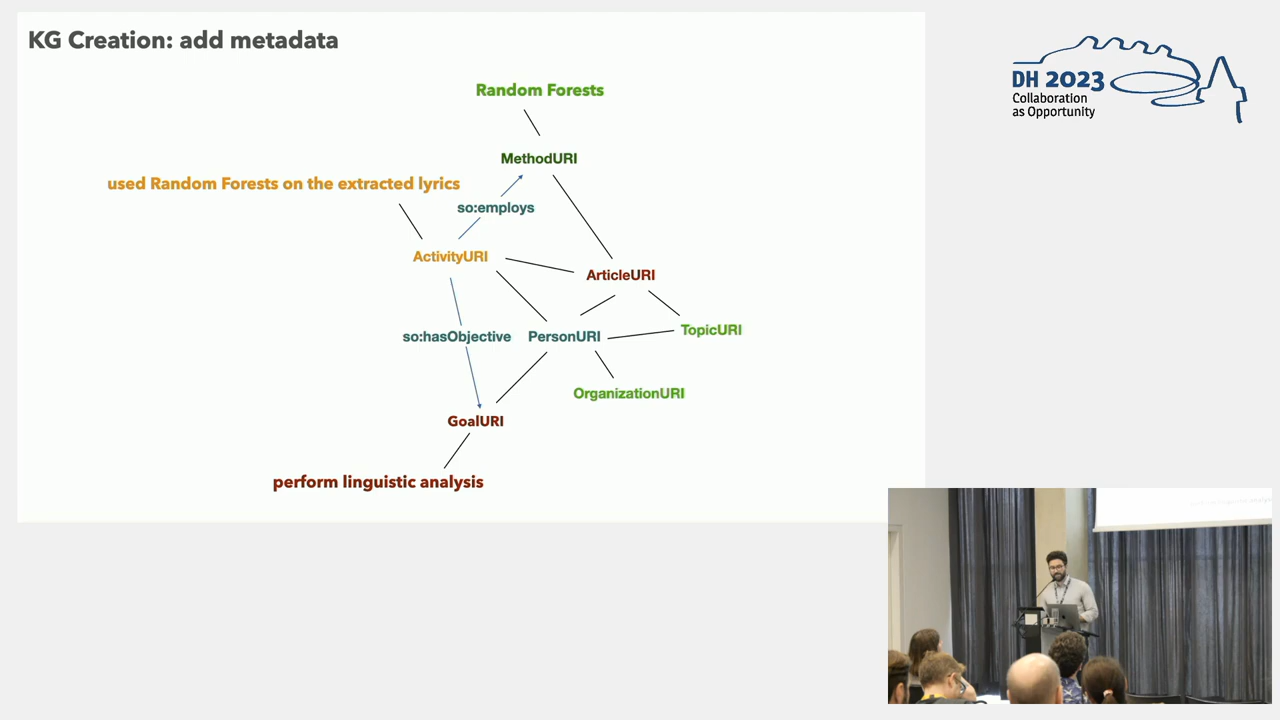 KG Creation: add metadata
Random Forests
MethodURI
used Random Forests on the extracted lyrics
so:employs
ActivityURI
ArticleURI
so:hasObjective
PersonURI
TopicURI
OrganizationURI
GoalURI
perform linguistic analysis
DH 2023
Collaboration
as Opportunity